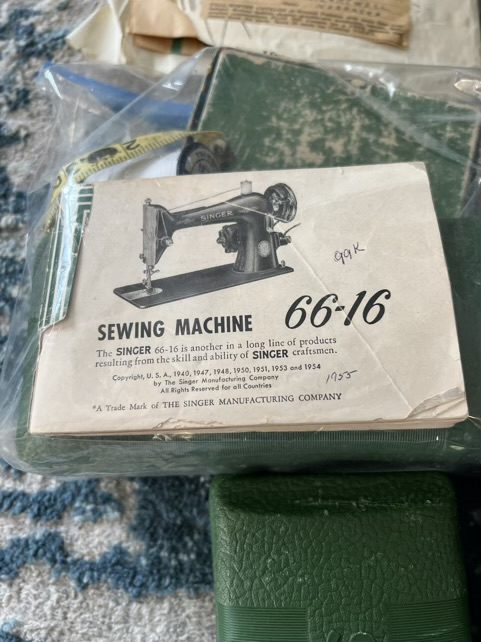 2
SINGER
99K
66-16
SEWING MACHINE
The SINGER 66-16 is another in a long line of products
resulting from the skill and ability of SINGER craftsmen.
Copyright, U. S. A., 1940, 1947, 1948, 1950, 1951, 1953 and 1954
by The Singer Manufacturing Company
All Rights Reserved for all Countries
1955
*A Trade Mark of THE SINGER MANUFACTURING COMPANY